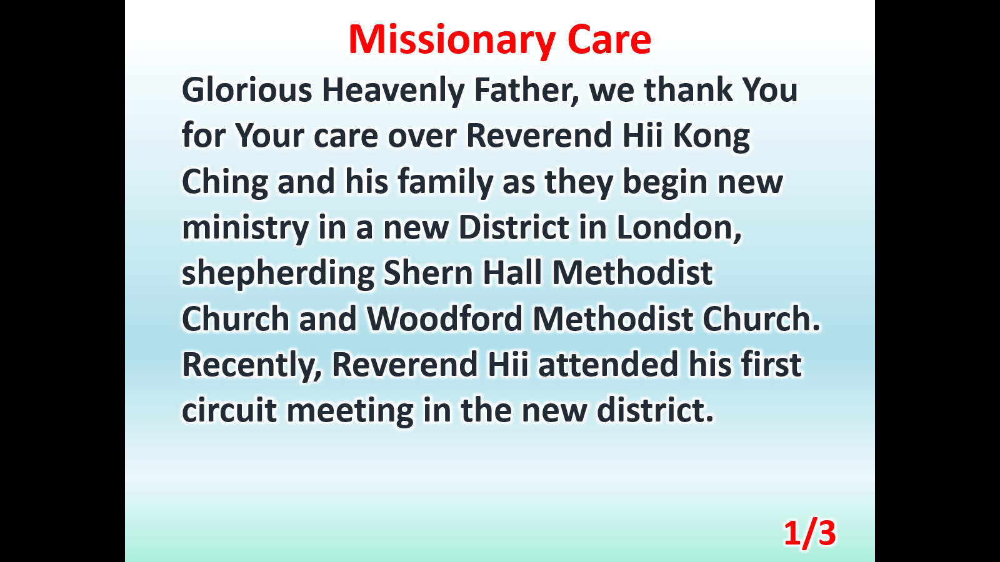 Missionary Care
Glorious Heavenly Father, we thank You
for Your care over Reverend Hii Kong
Ching and his family as they begin new
ministry in a new District in London,
shepherding Shern Hall Methodist
Church and Woodford Methodist Church.
Recently, Reverend Hii attended his first
circuit meeting in the new district.
1/3